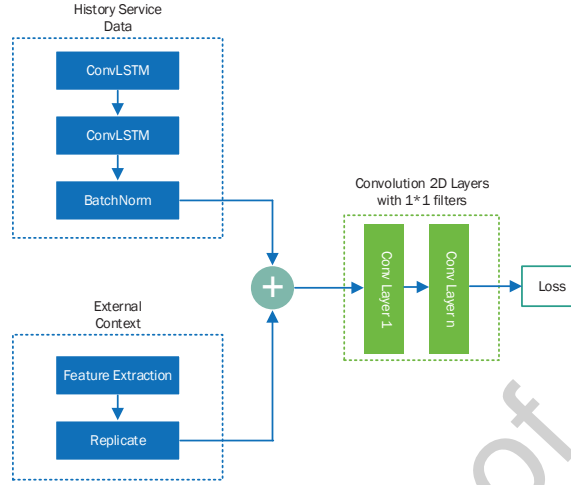 History Service
Data
ConvLSTM
ConvLSTM
BatchNorm
External
Context
Feature Extraction
Replicate
+
Convolution 2D Layers
with 1*1 filters
Conv Layer 1
Conv Layer n
Loss
of